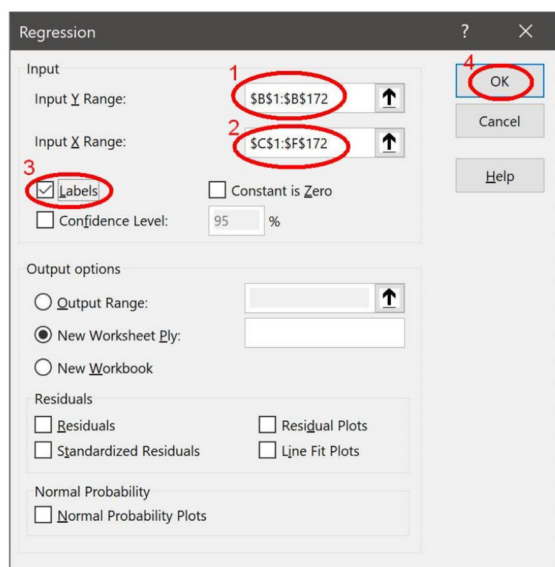 Regression ? ×
Input
1
Input Y Range: $B$1:$B$172
2
Input X Range: $C$1:$F$172
3
Labels Constant is Zero
Confidence Level: 95 %
4
OK
Cancel
Help
Output options
Output Range:
New Worksheet Ply:
New Workbook
Residuals
Residuals Residual Plots
Standardized Residuals Line Fit Plots
Normal Probability
Normal Probability Plots